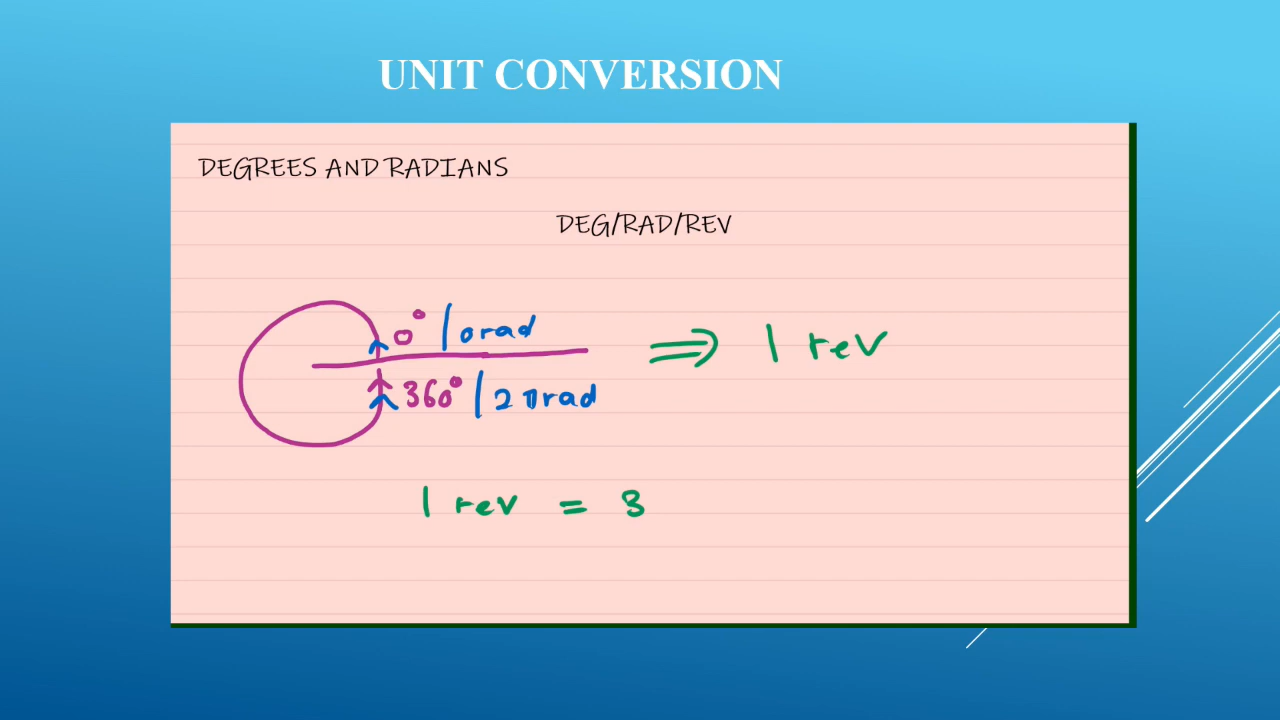 UNIT CONVERSION
DEGREES AND RADIANS
DEG/RAD/REV
0° | 0 rad
360° | 2π rad
⇒ 1 rev
1 rev = 3